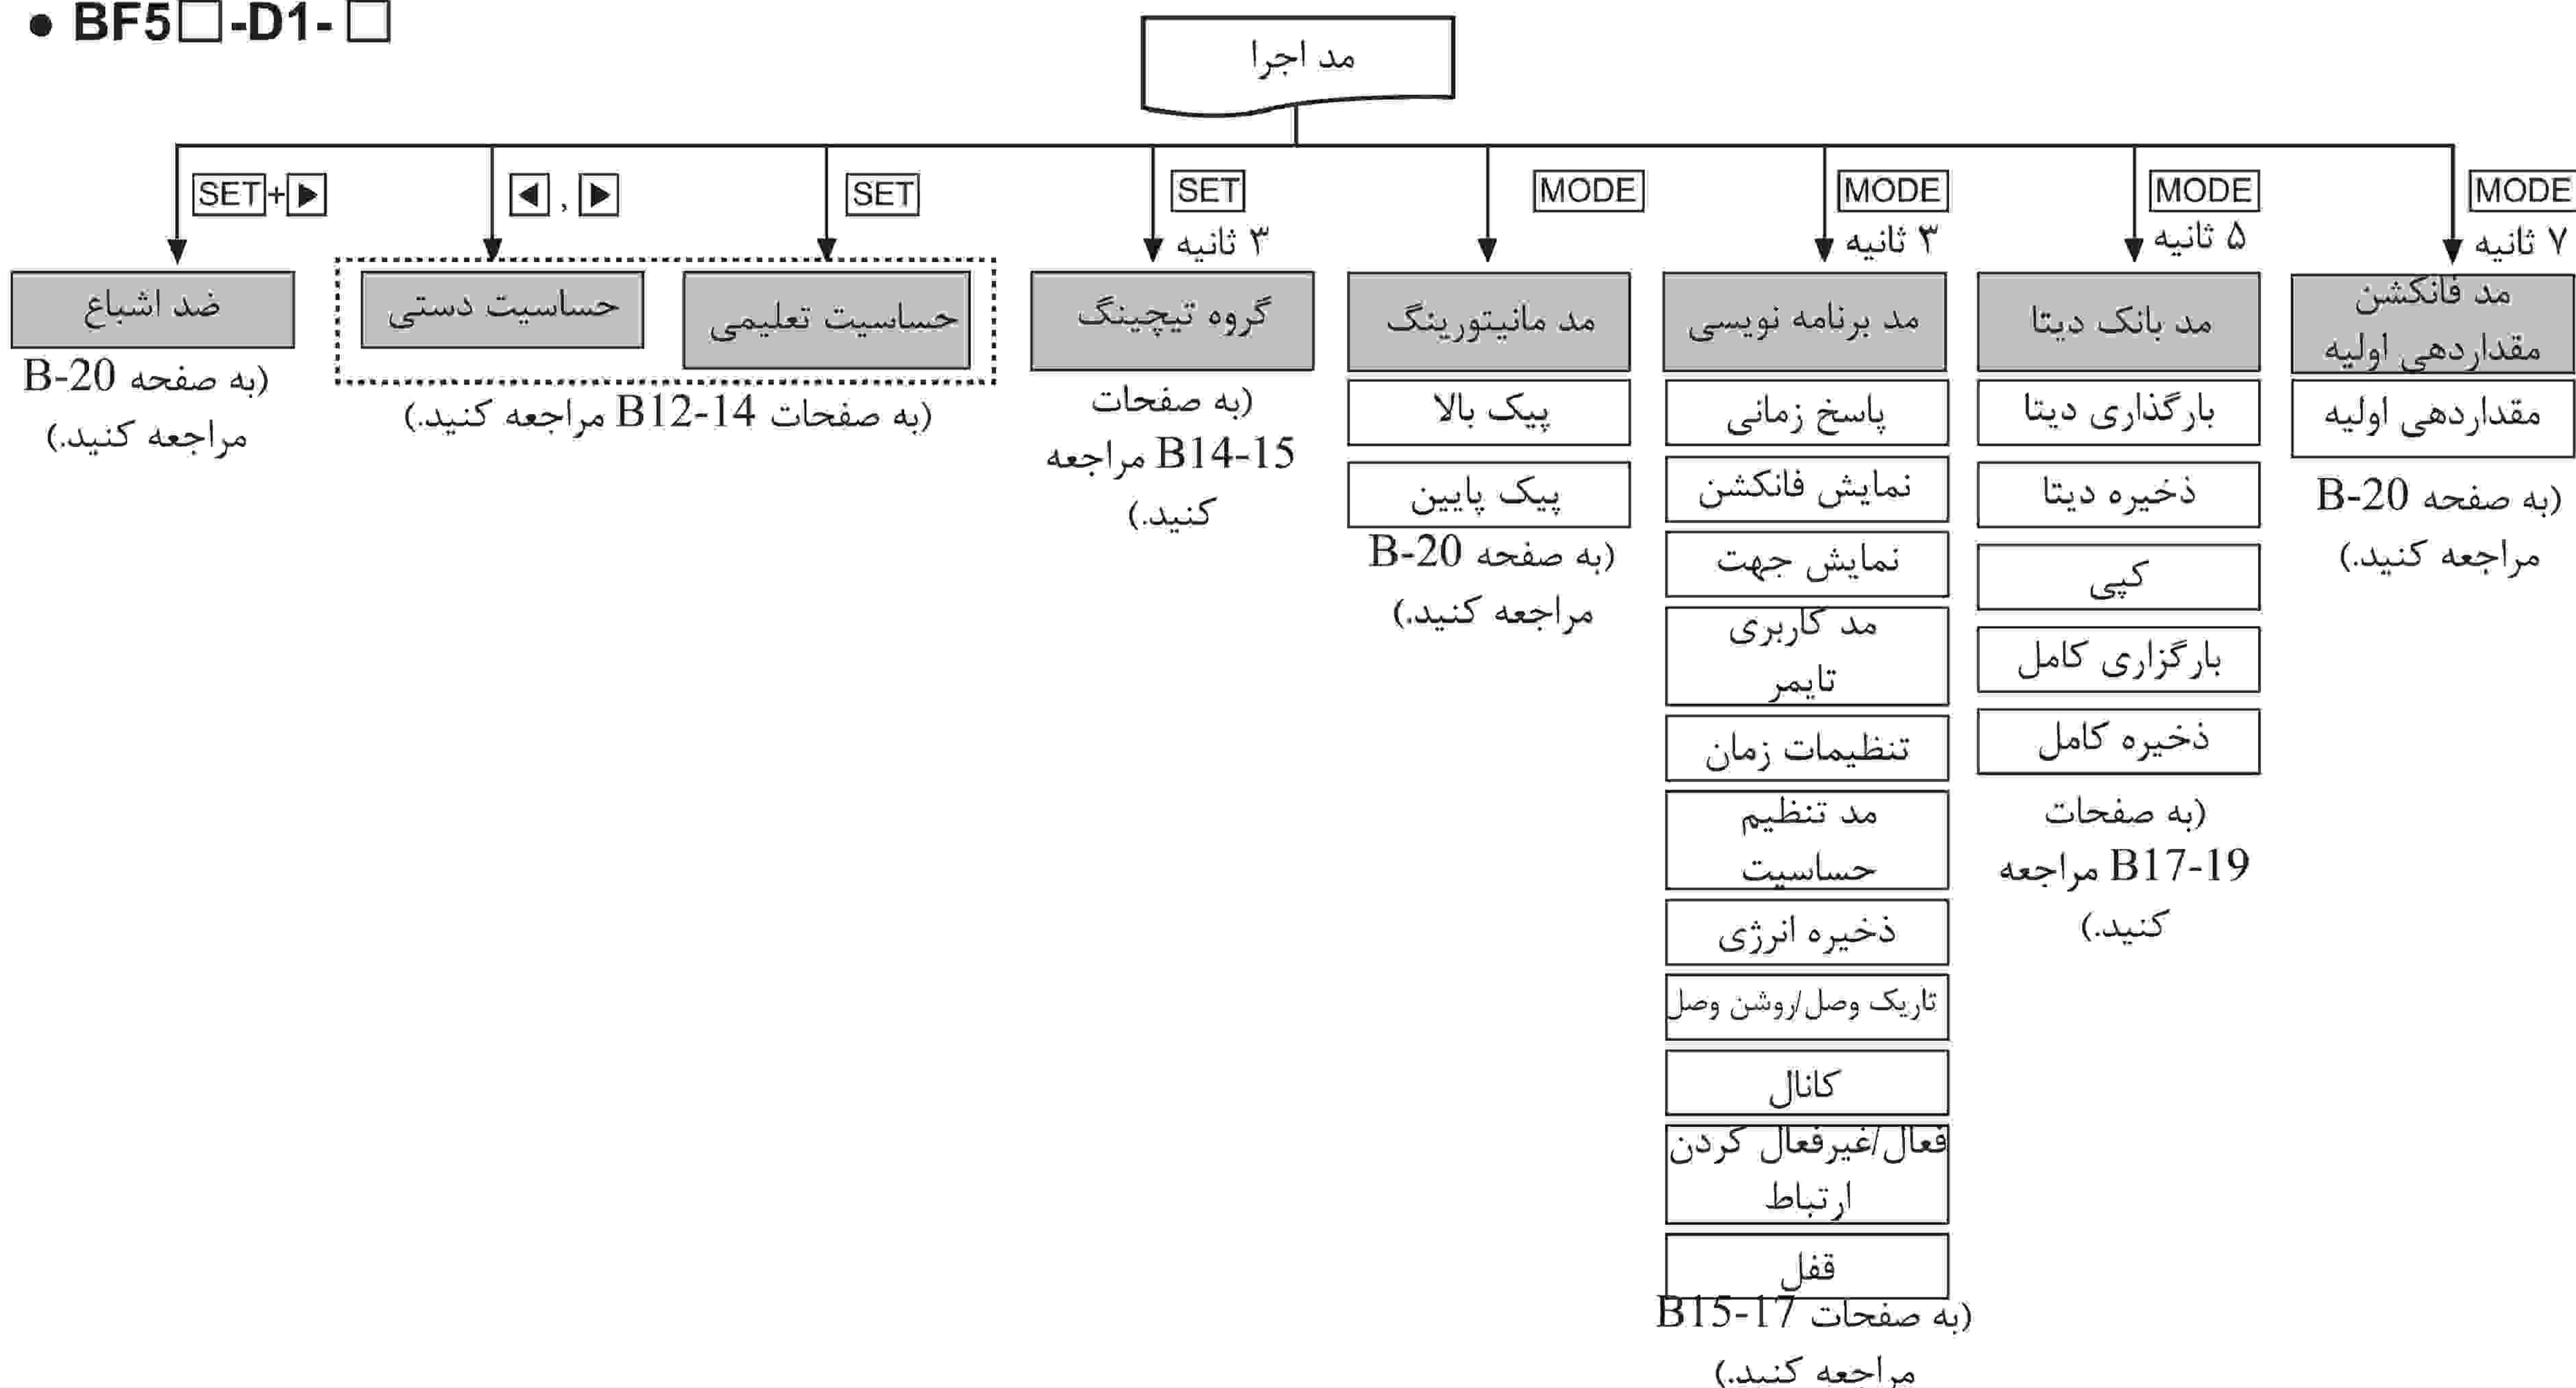 • BF5□-D1-□
مد اجرا
SET+▶
◀ , ▶
SET
SET
۳ ثانیه
MODE
MODE
۳ ثانیه
MODE
۵ ثانیه
MODE
۷ ثانیه
ضد اشباع
(به صفحه B-20
مراجعه کنید.)
حساسیت دستی
حساسیت تعلیمی
(به صفحات B12-14 مراجعه کنید.)
گروه تیچینگ
(به صفحات
B14-15 مراجعه
کنید.)
مد مانیتورینگ
پیک بالا
پیک پایین
(به صفحه B-20
مراجعه کنید.)
مد برنامه نویسی
پاسخ زمانی
نمایش فانکشن
نمایش جهت
مد کاربری
تایمر
تنظیمات زمان
مد تنظیم
حساسیت
ذخیره انرژی
تاریک وصل/روشن وصل
کانال
فعال/غیرفعال کردن
ارتباط
قفل
(به صفحات B15-17
مراجعه کنید.)
مد بانک دیتا
بارگذاری دیتا
ذخیره دیتا
کپی
بارگزاری کامل
ذخیره کامل
(به صفحات
B17-19 مراجعه
کنید.)
مد فانکشن
مقداردهی اولیه
مقداردهی اولیه
(به صفحه B-20
مراجعه کنید.)